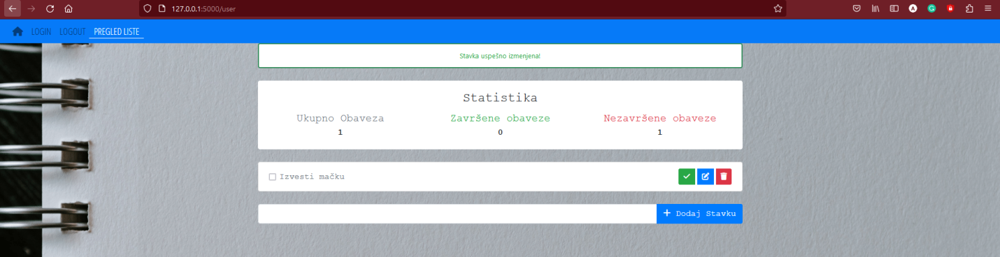 127.0.0.1:5000/user
LOGIN LOGOUT PREGLED LISTE
Stavka uspešno izmenjena!
Statistika
Ukupno Obaveza Završene obaveze Nezavršene obaveze
1 0 1
Izvesti mačku
+ Dodaj Stavku